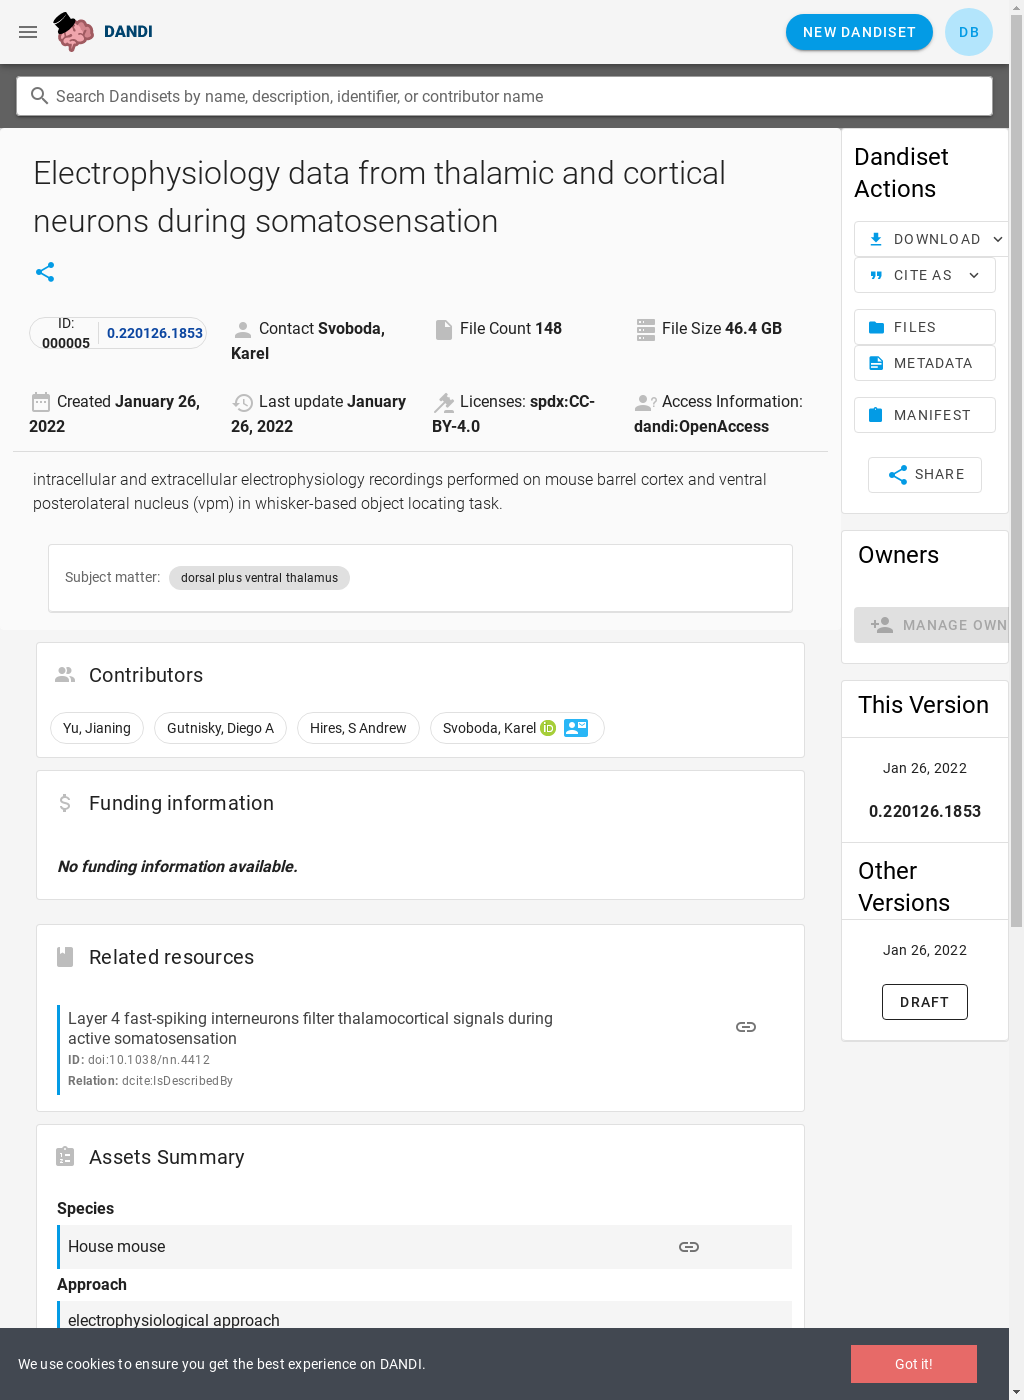 DANDI
NEW DANDISET
DB
Search Dandisets by name, description, identifier, or contributor name
Electrophysiology data from thalamic and cortical
neurons during somatosensation
ID:
000005
0.220126.1853
Contact Svoboda,
Karel
File Count 148
File Size 46.4 GB
Created January 26,
2022
Last update January
26, 2022
Licenses: spdx:CC-
BY-4.0
Access Information:
dandi:OpenAccess
intracellular and extracellular electrophysiology recordings performed on mouse barrel cortex and ventral
posterolateral nucleus (vpm) in whisker-based object locating task.
Subject matter:
dorsal plus ventral thalamus
Contributors
Yu, Jianing
Gutnisky, Diego A
Hires, S Andrew
Svoboda, Karel
iD
Funding information
No funding information available.
Related resources
Layer 4 fast-spiking interneurons filter thalamocortical signals during
active somatosensation
ID: doi:10.1038/nn.4412
Relation: dcite:IsDescribedBy
Assets Summary
Species
House mouse
Approach
electrophysiological approach
Dandiset
Actions
DOWNLOAD
CITE AS
FILES
METADATA
MANIFEST
SHARE
Owners
MANAGE OWN
This Version
Jan 26, 2022
0.220126.1853
Other
Versions
Jan 26, 2022
DRAFT
We use cookies to ensure you get the best experience on DANDI.
Got it!